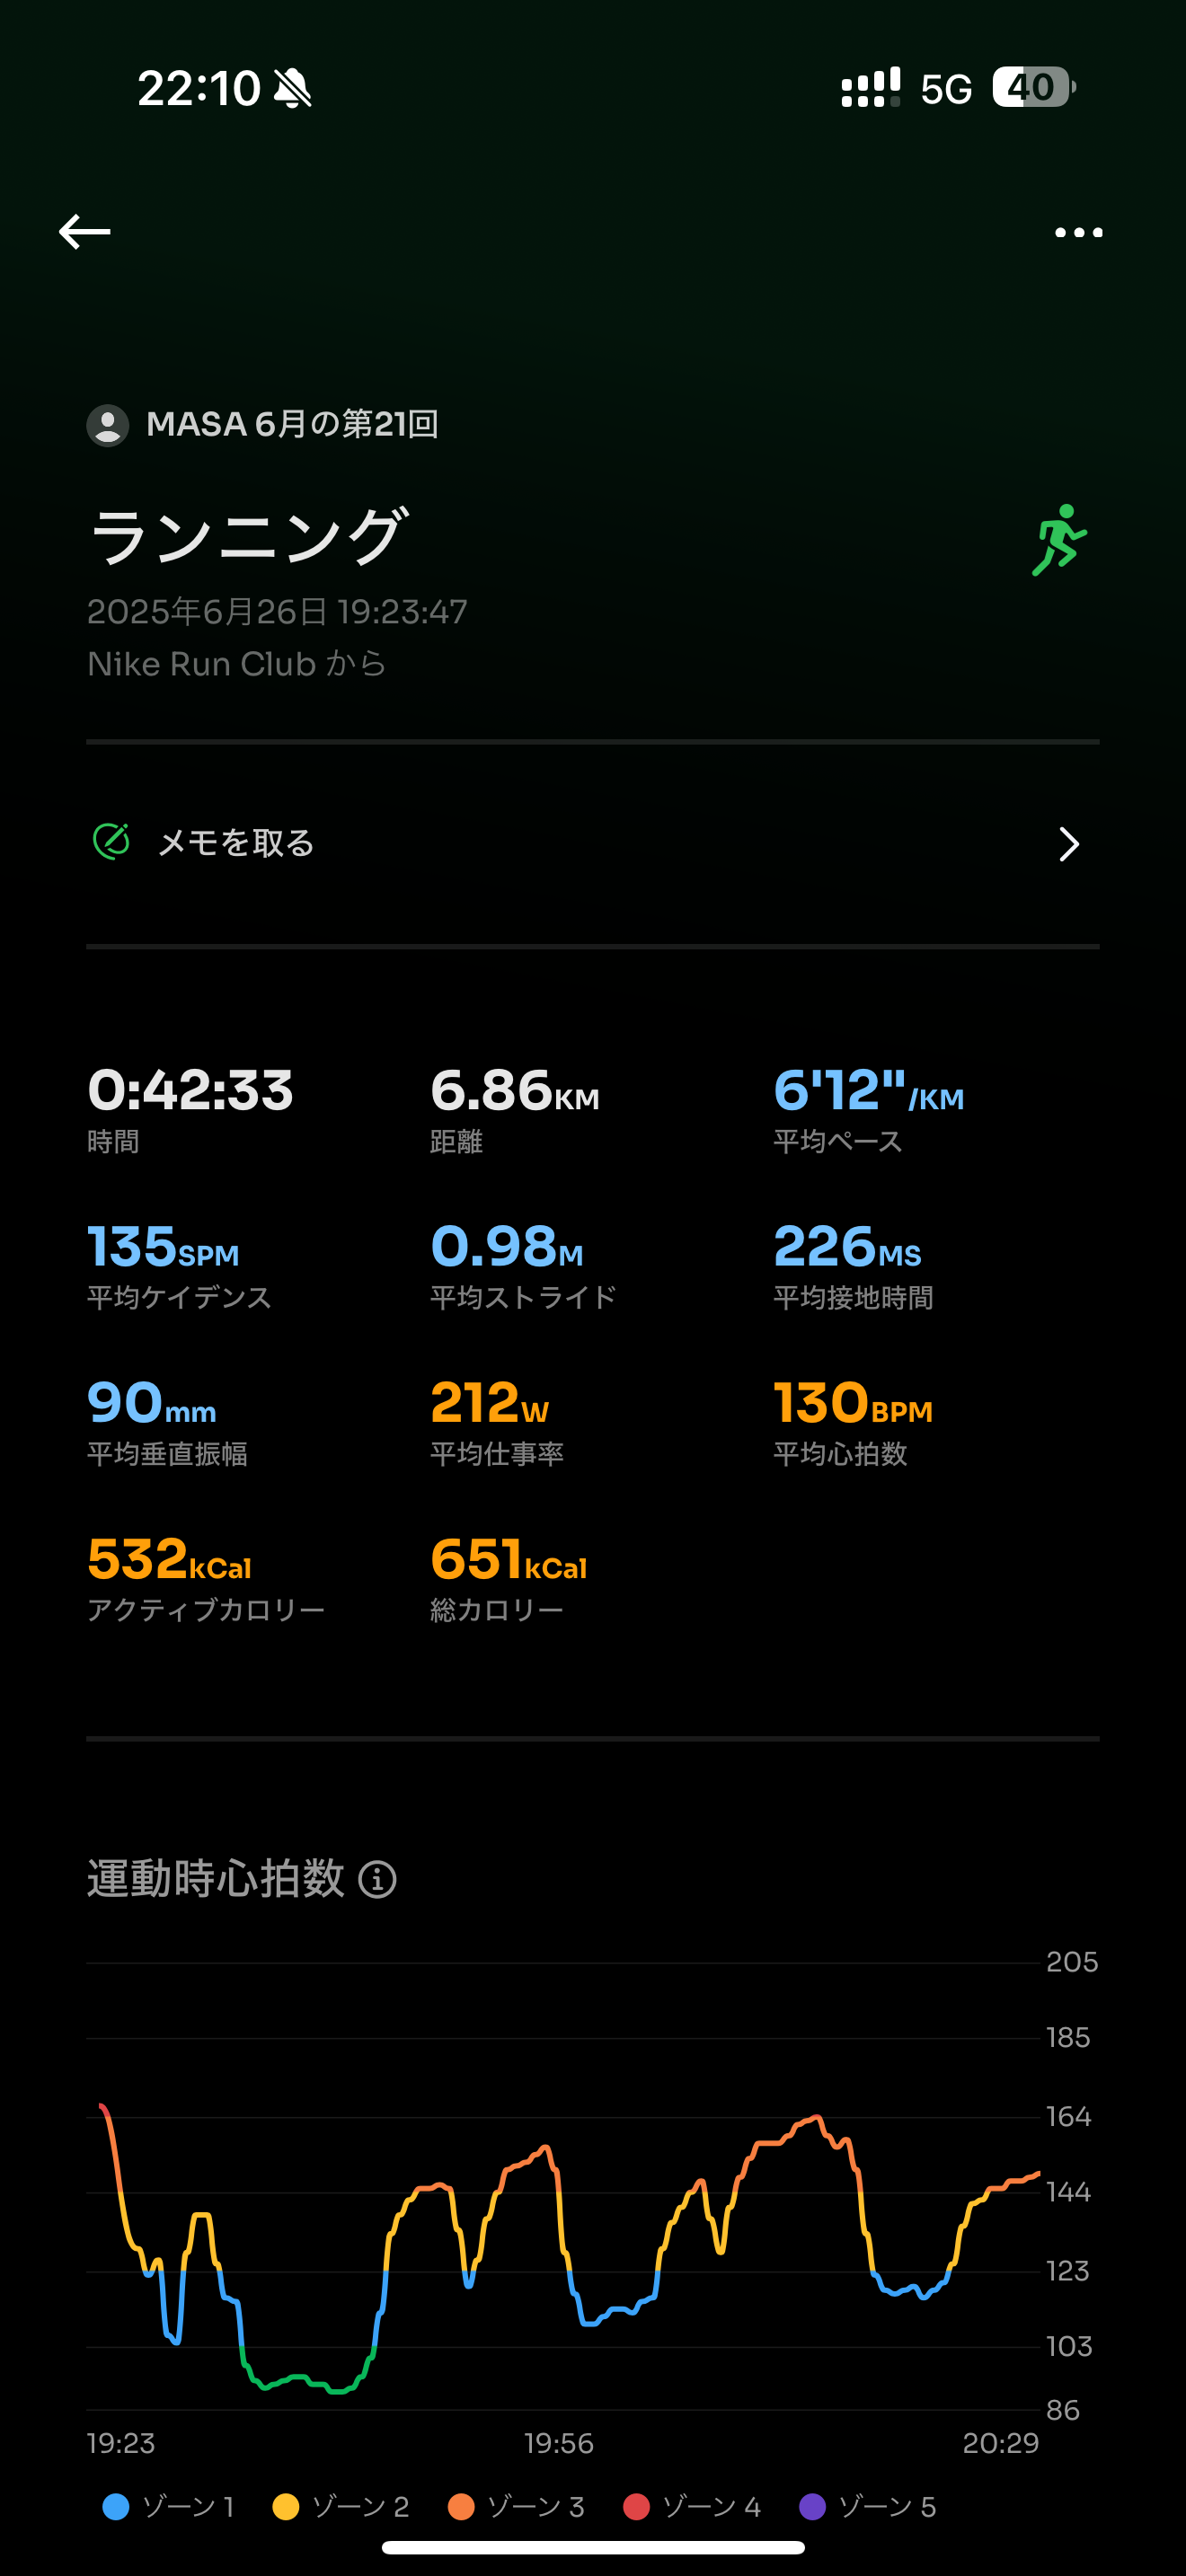 22:10
5G 40
MASA 6月の第21回
ランニング
2025年6月26日 19:23:47
Nike Run Club から
メモを取る
0:42:33 6.86KM 6'12"/KM
時間 距離 平均ペース
135SPM 0.98M 226MS
平均ケイデンス 平均ストライド 平均接地時間
90mm 212W 130BPM
平均垂直振幅 平均仕事率 平均心拍数
532kCal 651kCal
アクティブカロリー 総カロリー
運動時心拍数
205
185
164
144
123
103
86
19:23 19:56 20:29
ゾーン 1 ゾーン 2 ゾーン 3 ゾーン 4 ゾーン 5